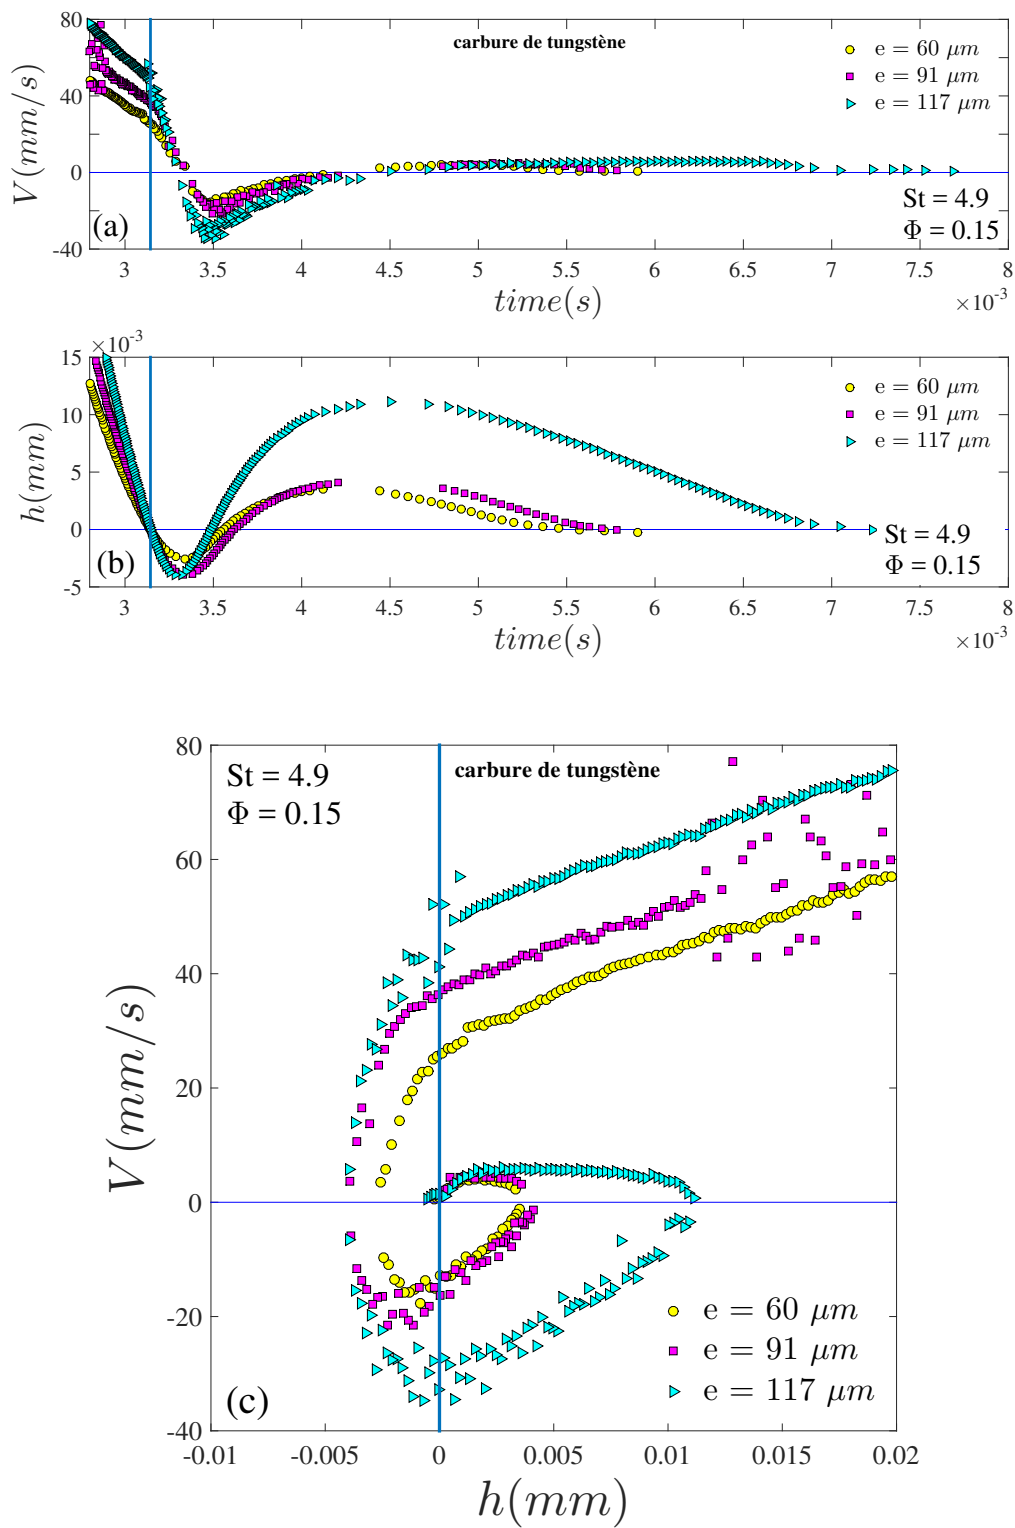 carbure de tungstène
e = 60 μm
e = 91 μm
e = 117 μm
V(mm/s)
80
40
0
-40
(a)
St = 4.9
Φ = 0.15
3
3.5
4
4.5
5
5.5
6
6.5
7
7.5
8
time(s)
×10⁻³
×10⁻³
h(mm)
15
10
5
0
-5
(b)
e = 60 μm
e = 91 μm
e = 117 μm
St = 4.9
Φ = 0.15
3
3.5
4
4.5
5
5.5
6
6.5
7
7.5
8
time(s)
×10⁻³
V(mm/s)
80
60
40
20
0
-20
-40
St = 4.9
Φ = 0.15
carbure de tungstène
e = 60 μm
e = 91 μm
e = 117 μm
(c)
-0.01
-0.005
0
0.005
0.01
0.015
0.02
h(mm)